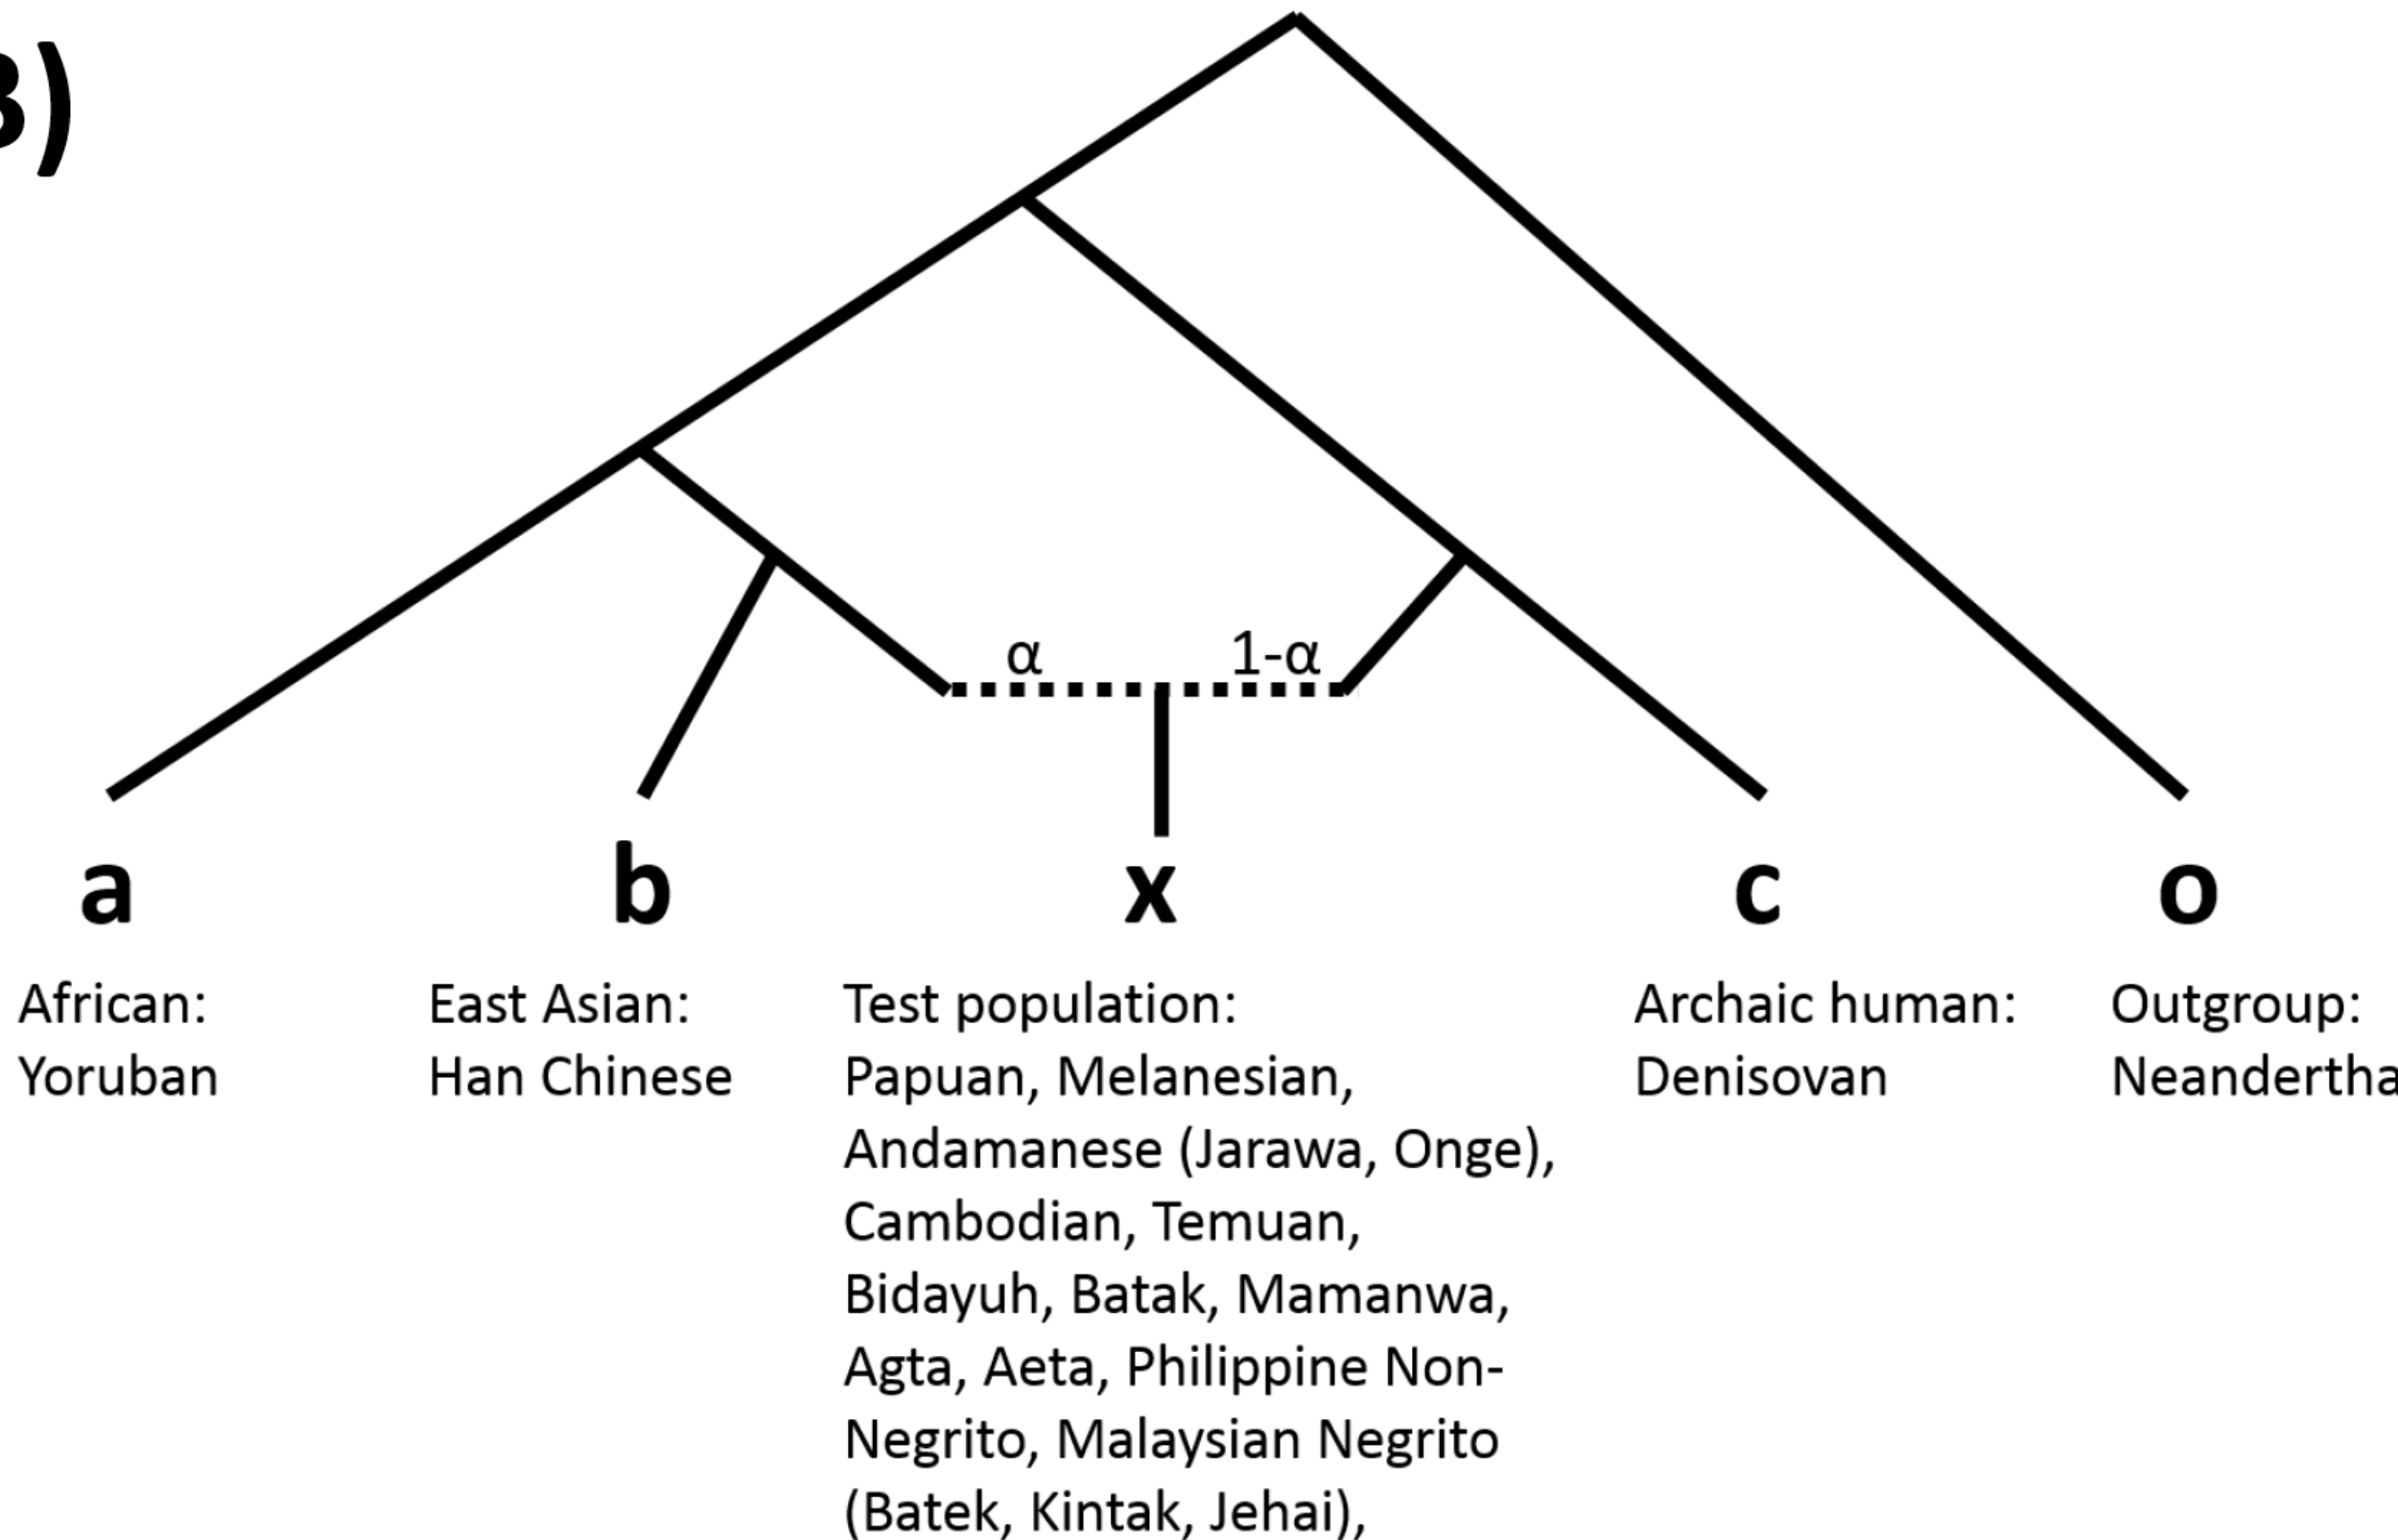 B)
α 1-α
a b x c o
African: East Asian: Test population: Archaic human: Outgroup:
Yoruban Han Chinese Papuan, Melanesian, Denisovan Neandertha
Andamanese (Jarawa, Onge),
Cambodian, Temuan,
Bidayuh, Batak, Mamanwa,
Agta, Aeta, Philippine Non-
Negrito, Malaysian Negrito
(Batek, Kintak, Jehai),